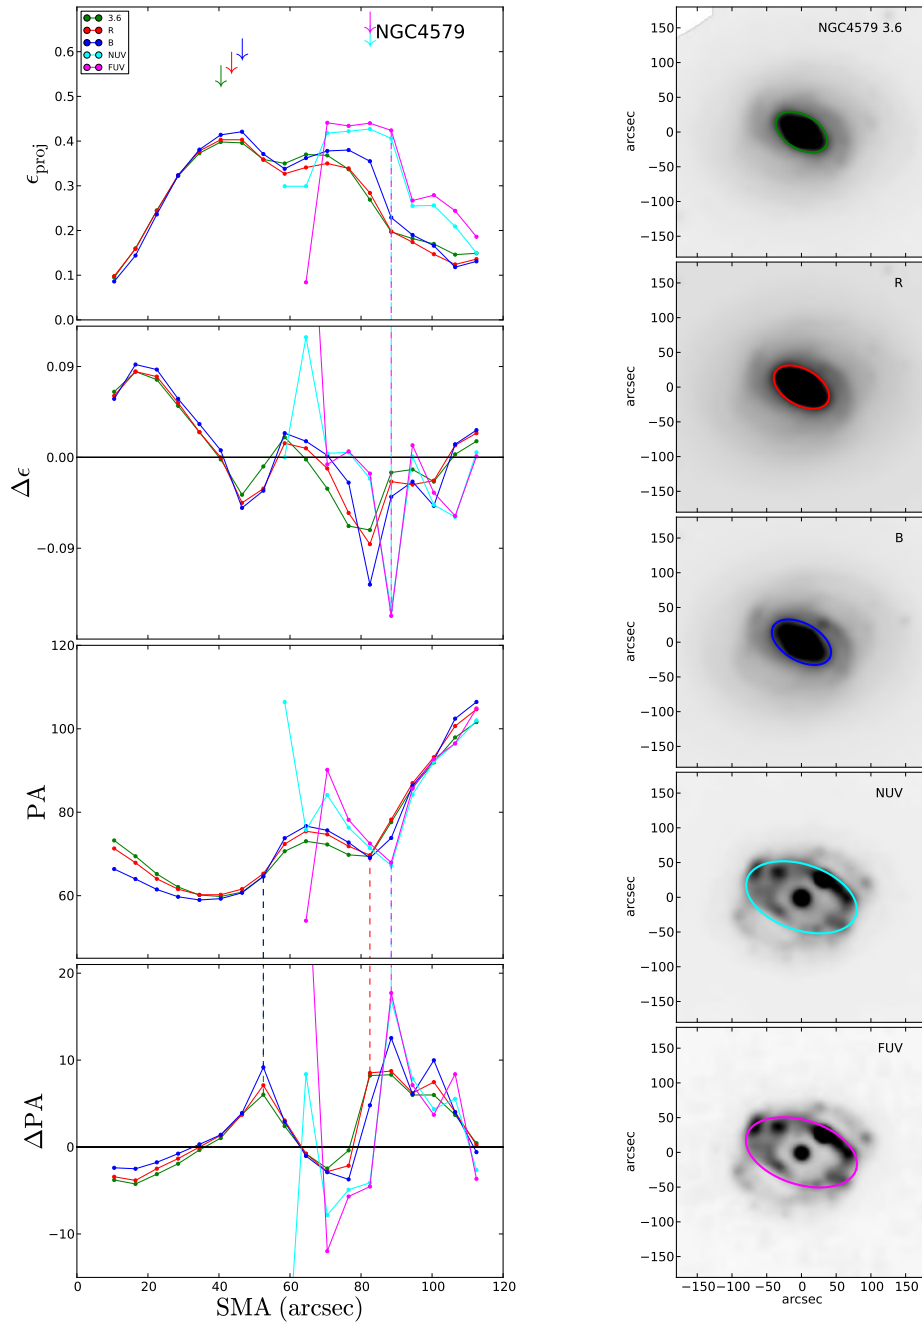 3.6
R
B
NUV
FUV
NGC4579
0.6
0.5
0.4
0.3
0.2
0.1
0.0
ϵproj
0.09
0.00
−0.09
Δϵ
120
100
80
60
PA
20
10
0
−10
ΔPA
0 20 40 60 80 100 120
SMA (arcsec)
NGC4579 3.6
150
100
50
0
−50
−100
−150
arcsec
R
150
100
50
0
−50
−100
−150
arcsec
B
150
100
50
0
−50
−100
−150
arcsec
NUV
150
100
50
0
−50
−100
−150
arcsec
FUV
150
100
50
0
−50
−100
−150
arcsec
−150 −100 −50 0 50 100 150
arcsec